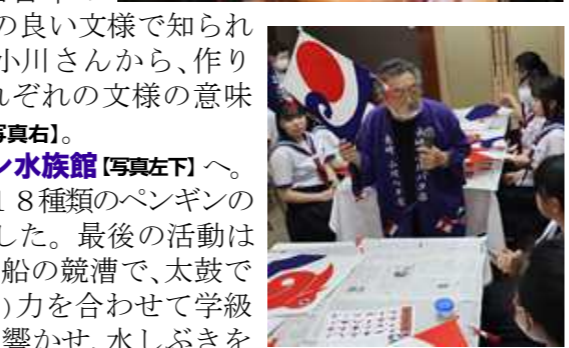 の良い文様で知られ
小川さんから、作り
れぞれの文様の意味
写真右】。
ン水族館【写真左下】へ。
18種類のペンギンの
した。最後の活動は
船の競漕で、太鼓で
)力を合わせて学級
響かせ、水しぶきを